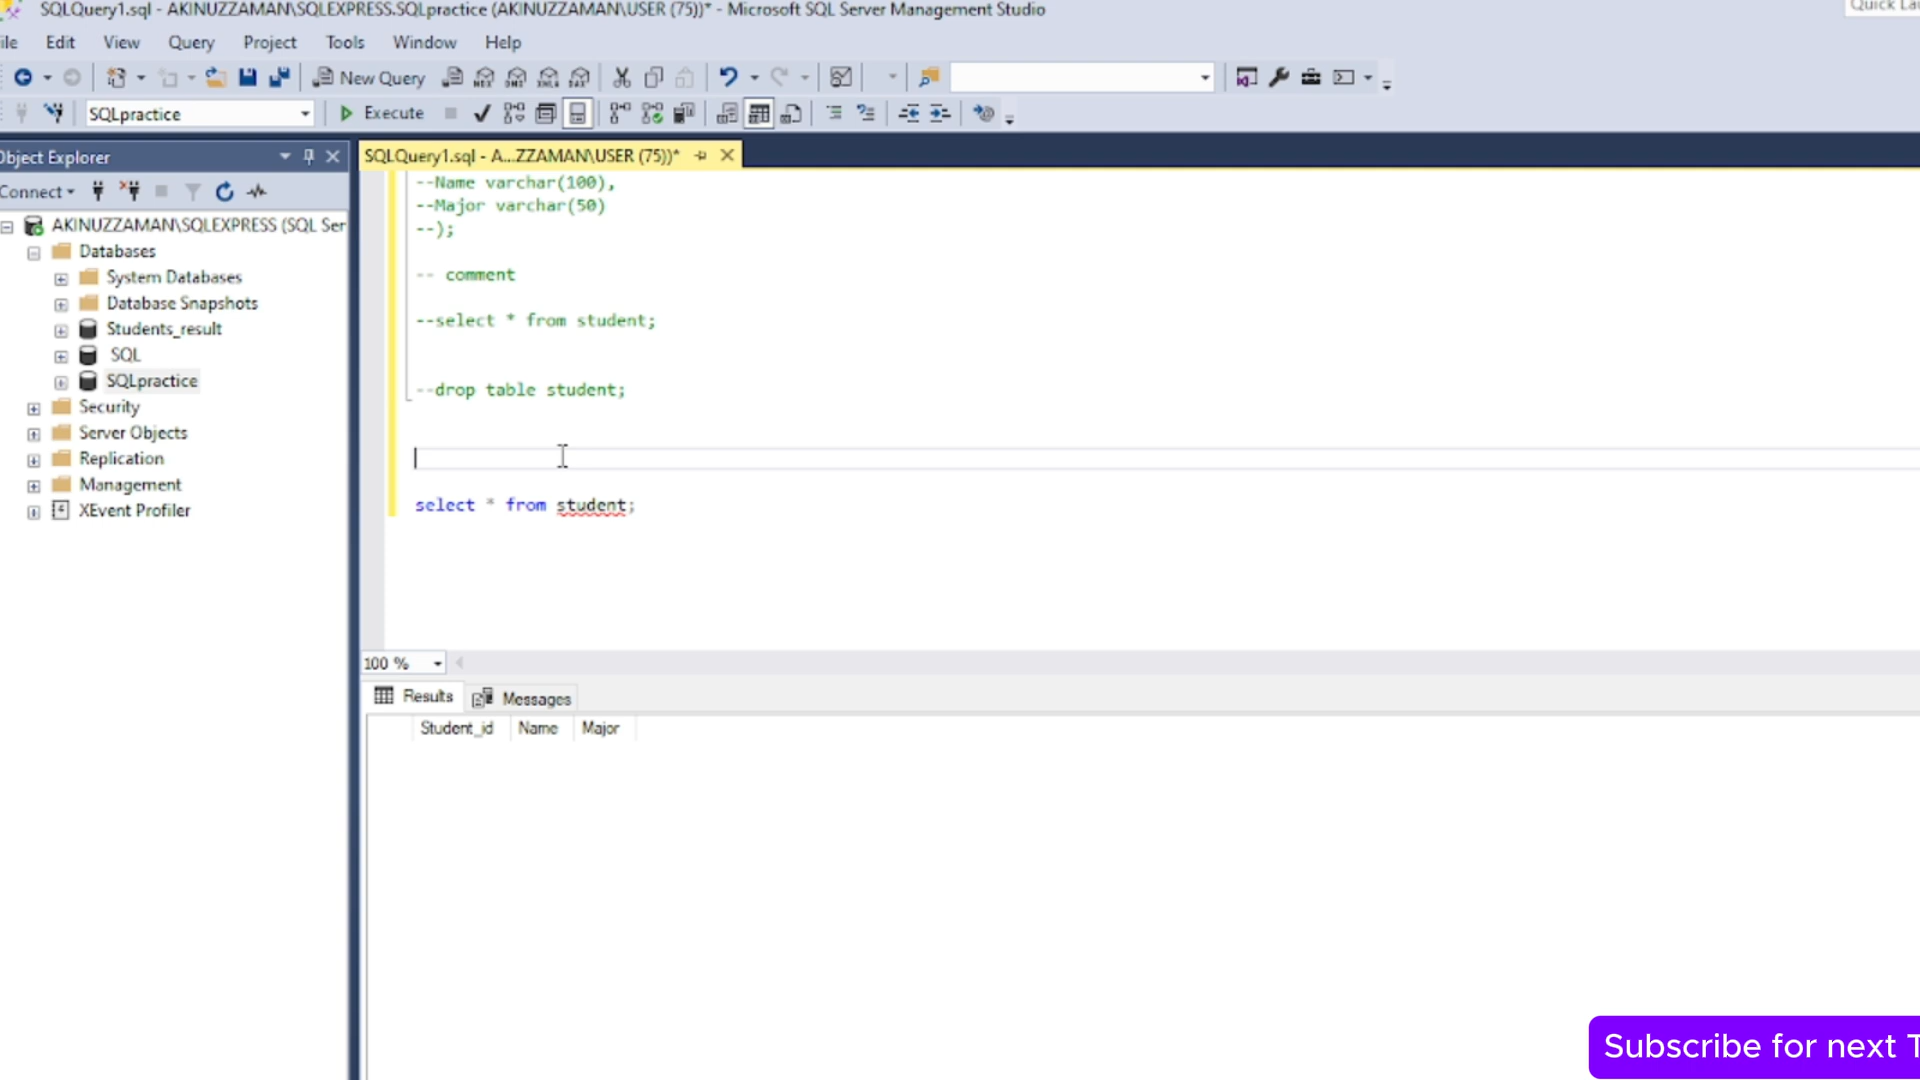 SQLQuery1.sql - AKINUZZAMAN\SQLEXPRESS.SQLpractice (AKINUZZAMAN\USER (75))* - Microsoft SQL Server Management Studio
Quick La
ile Edit View Query Project Tools Window Help
New Query
SQLpractice
Execute
Object Explorer
SQLQuery1.sql - A...ZZAMAN\USER (75))*
Connect
AKINUZZAMAN\SQLEXPRESS (SQL Ser
Databases
System Databases
Database Snapshots
Students_result
SQL
SQLpractice
Security
Server Objects
Replication
Management
XEvent Profiler
--Name varchar(100),
--Major varchar(50)
--);
-- comment
--select * from student;
--drop table student;
select * from student;
100 %
Results Messages
Student_id Name Major
Subscribe for next T